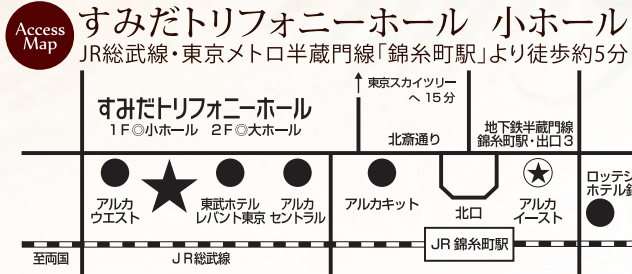 Access
Map
すみだトリフォニーホール 小ホール
JR総武線・東京メトロ半蔵門線「錦糸町駅」より徒歩約5分
東京スカイツリー
へ 15分
すみだトリフォニーホール
1F◎小ホール 2F◎大ホール
北斎通り
地下鉄半蔵門線
錦糸町駅・出口3
アルカ
ウエスト
東武ホテル
レバント東京
アルカ
セントラル
アルカキット
北口
アルカ
イースト
ロッテシ
ホテル錦
JR 錦糸町駅
至両国
JR総武線